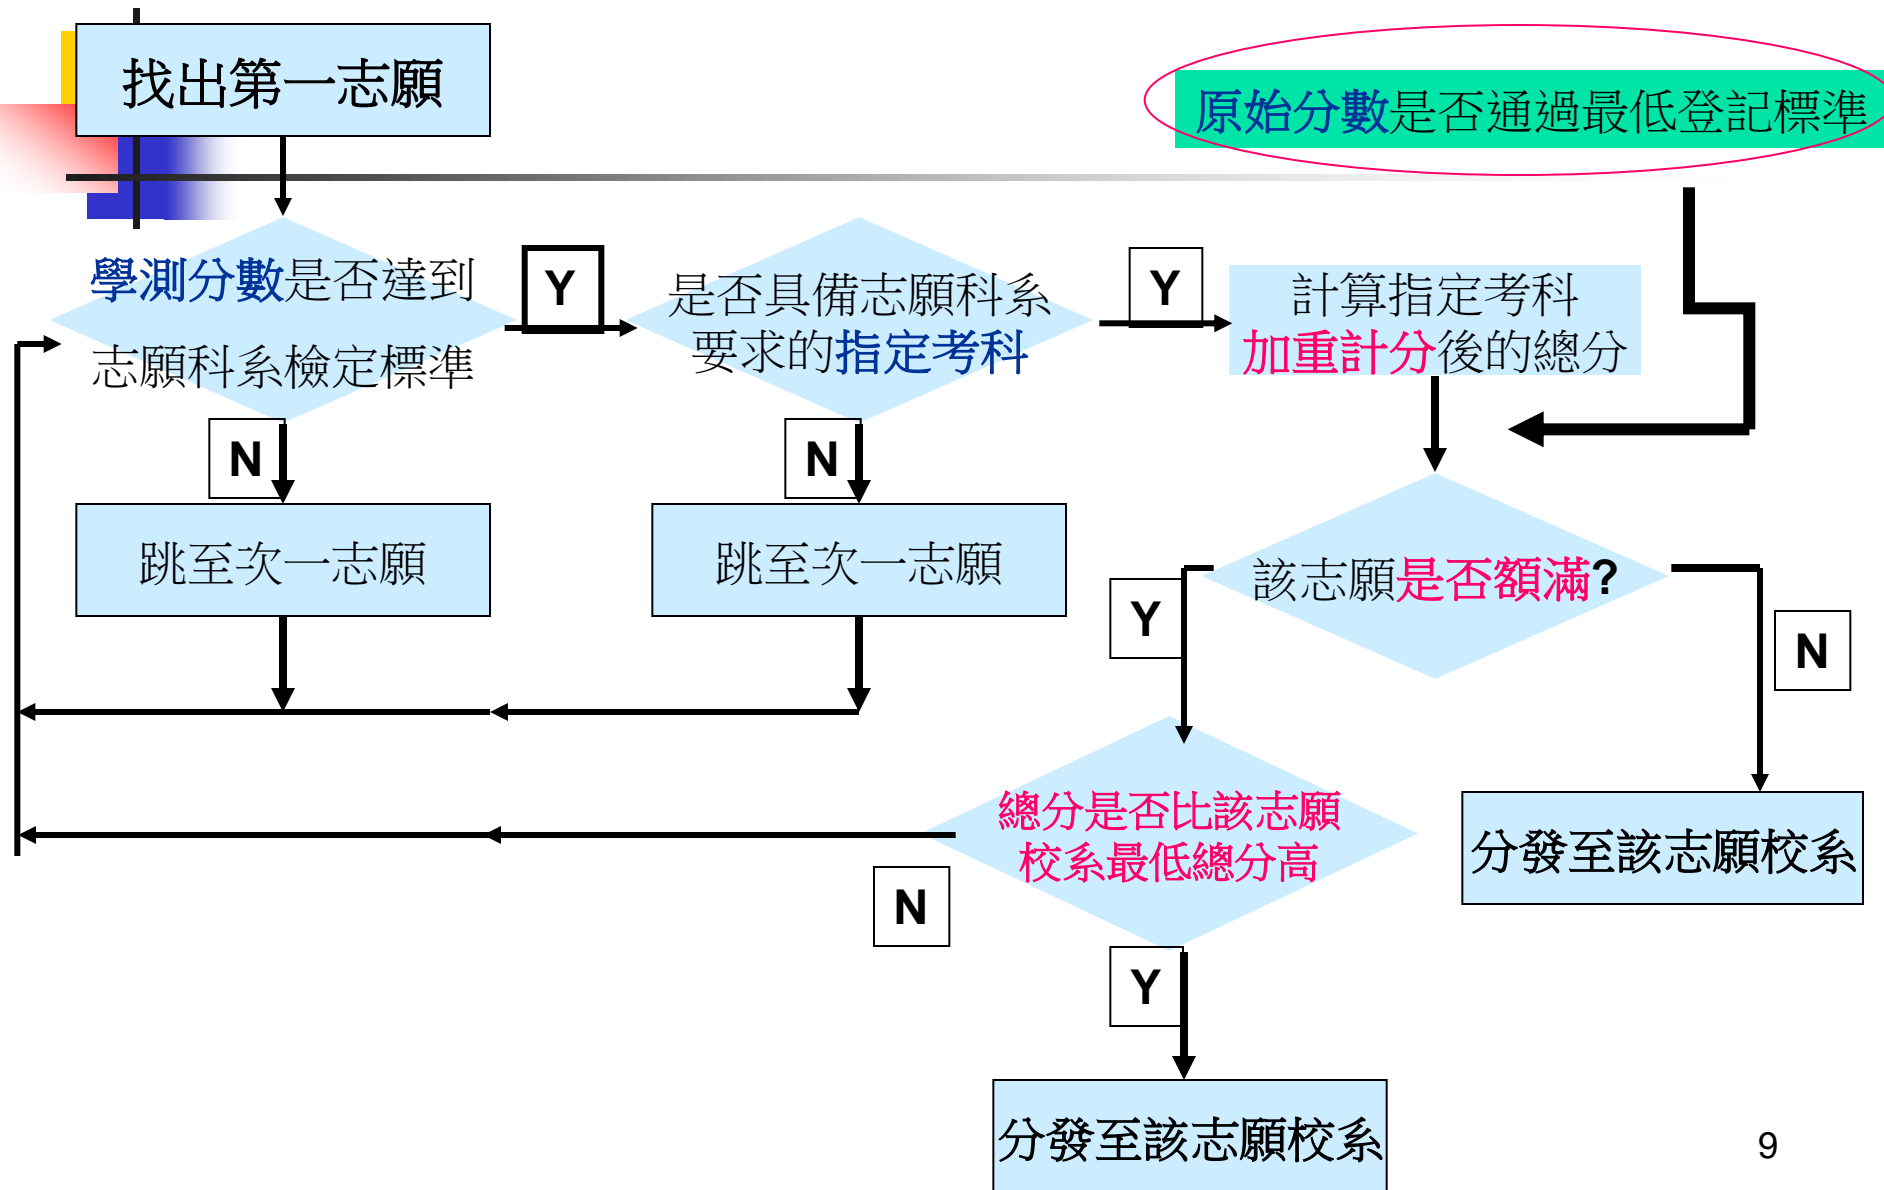 找出第一志願
原始分數是否通過最低登記標準
學測分數是否達到
志願科系檢定標準
Y
是否具備志願科系
要求的指定考科
Y
計算指定考科
加重計分後的總分
N
N
跳至次一志願
跳至次一志願
該志願是否額滿?
Y
N
總分是否比該志願
校系最低總分高
分發至該志願校系
N
Y
分發至該志願校系
9